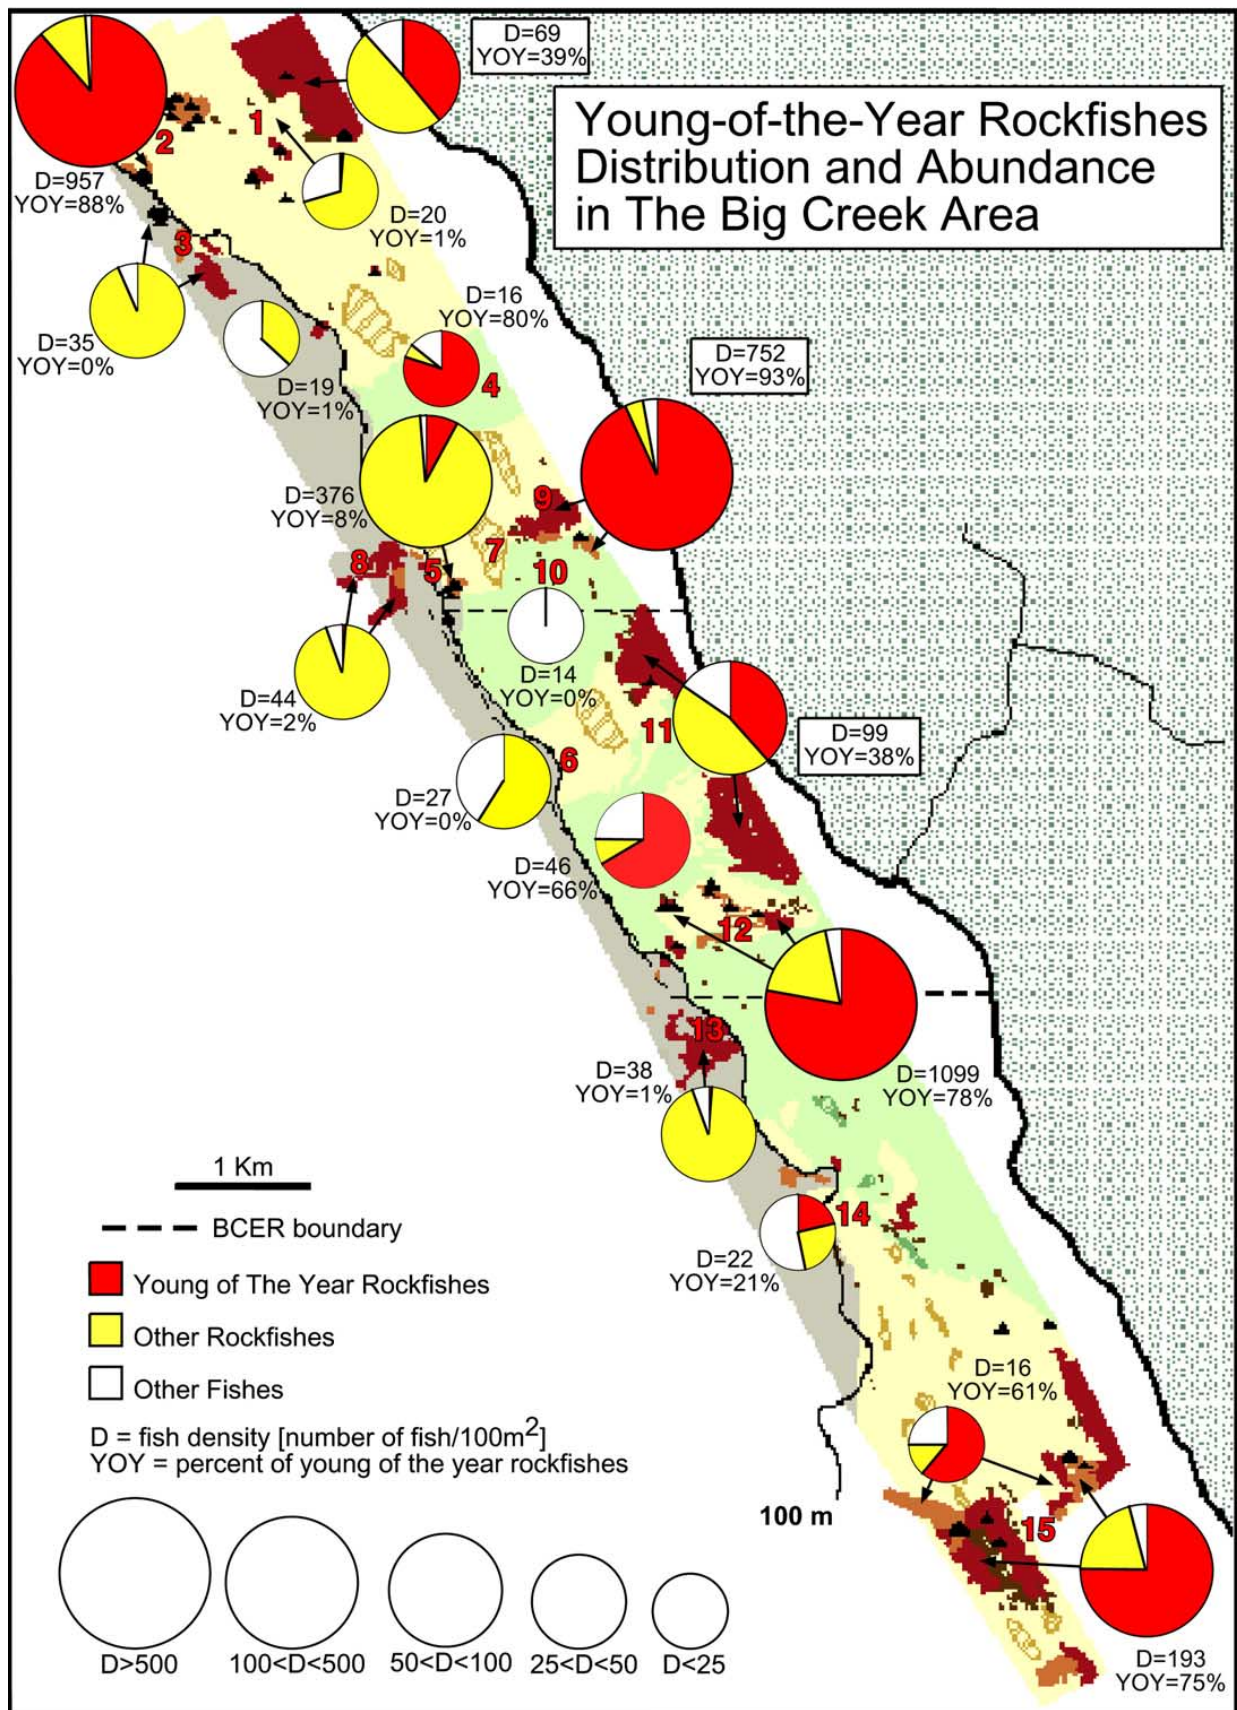 D=69
YOY=39%
Young-of-the-Year Rockfishes
Distribution and Abundance
in The Big Creek Area
1
2
D=957
YOY=88%
D=20
YOY=1%
3
D=16
YOY=80%
D=35
YOY=0%
D=19
YOY=1%
4
D=752
YOY=93%
D=376
YOY=8%
9
7
8
5
10
D=14
YOY=0%
D=44
YOY=2%
11
D=99
YOY=38%
6
D=27
YOY=0%
D=46
YOY=66%
12
13
D=38
YOY=1%
D=1099
YOY=78%
1 Km
BCER boundary
14
D=22
YOY=21%
Young of The Year Rockfishes
Other Rockfishes
Other Fishes
D=16
YOY=61%
D = fish density [number of fish/100m2]
YOY = percent of young of the year rockfishes
100 m
15
D>500
100<D<500
50<D<100
25<D<50
D<25
D=193
YOY=75%